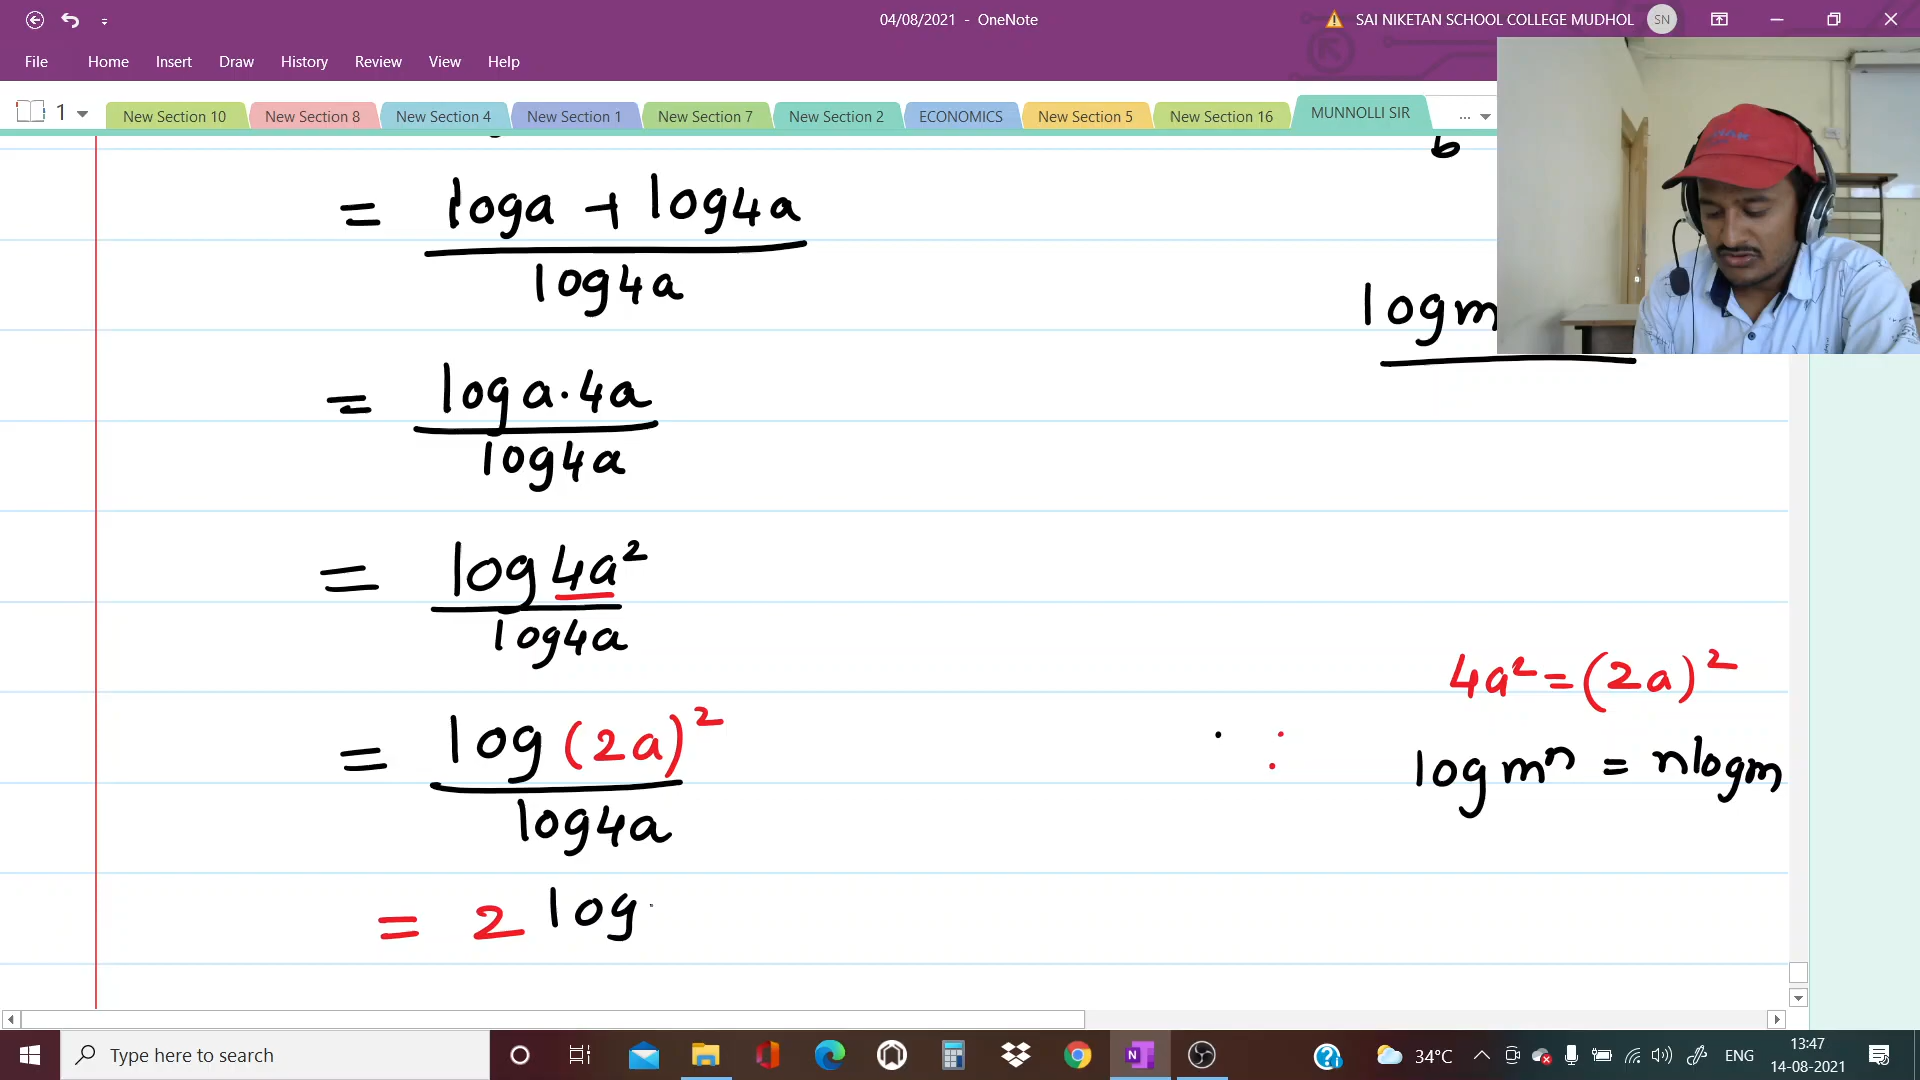 04/08/2021 - OneNote
SAI NIKETAN SCHOOL COLLEGE MUDHOL SN
File Home Insert Draw History Review View Help
1 New Section 10 New Section 8 New Section 4 New Section 1 New Section 7 New Section 2 ECONOMICS New Section 5 New Section 16 MUNNOLLI SIR ...
b
= loga + log4a
log4a
logm
= loga·4a
log4a
= log4a²
log4a
4a² = (2a)²
= log(2a)²
log4a
logmⁿ = nlogm
= 2 log
Type here to search
34°C ENG 13:47
14-08-2021